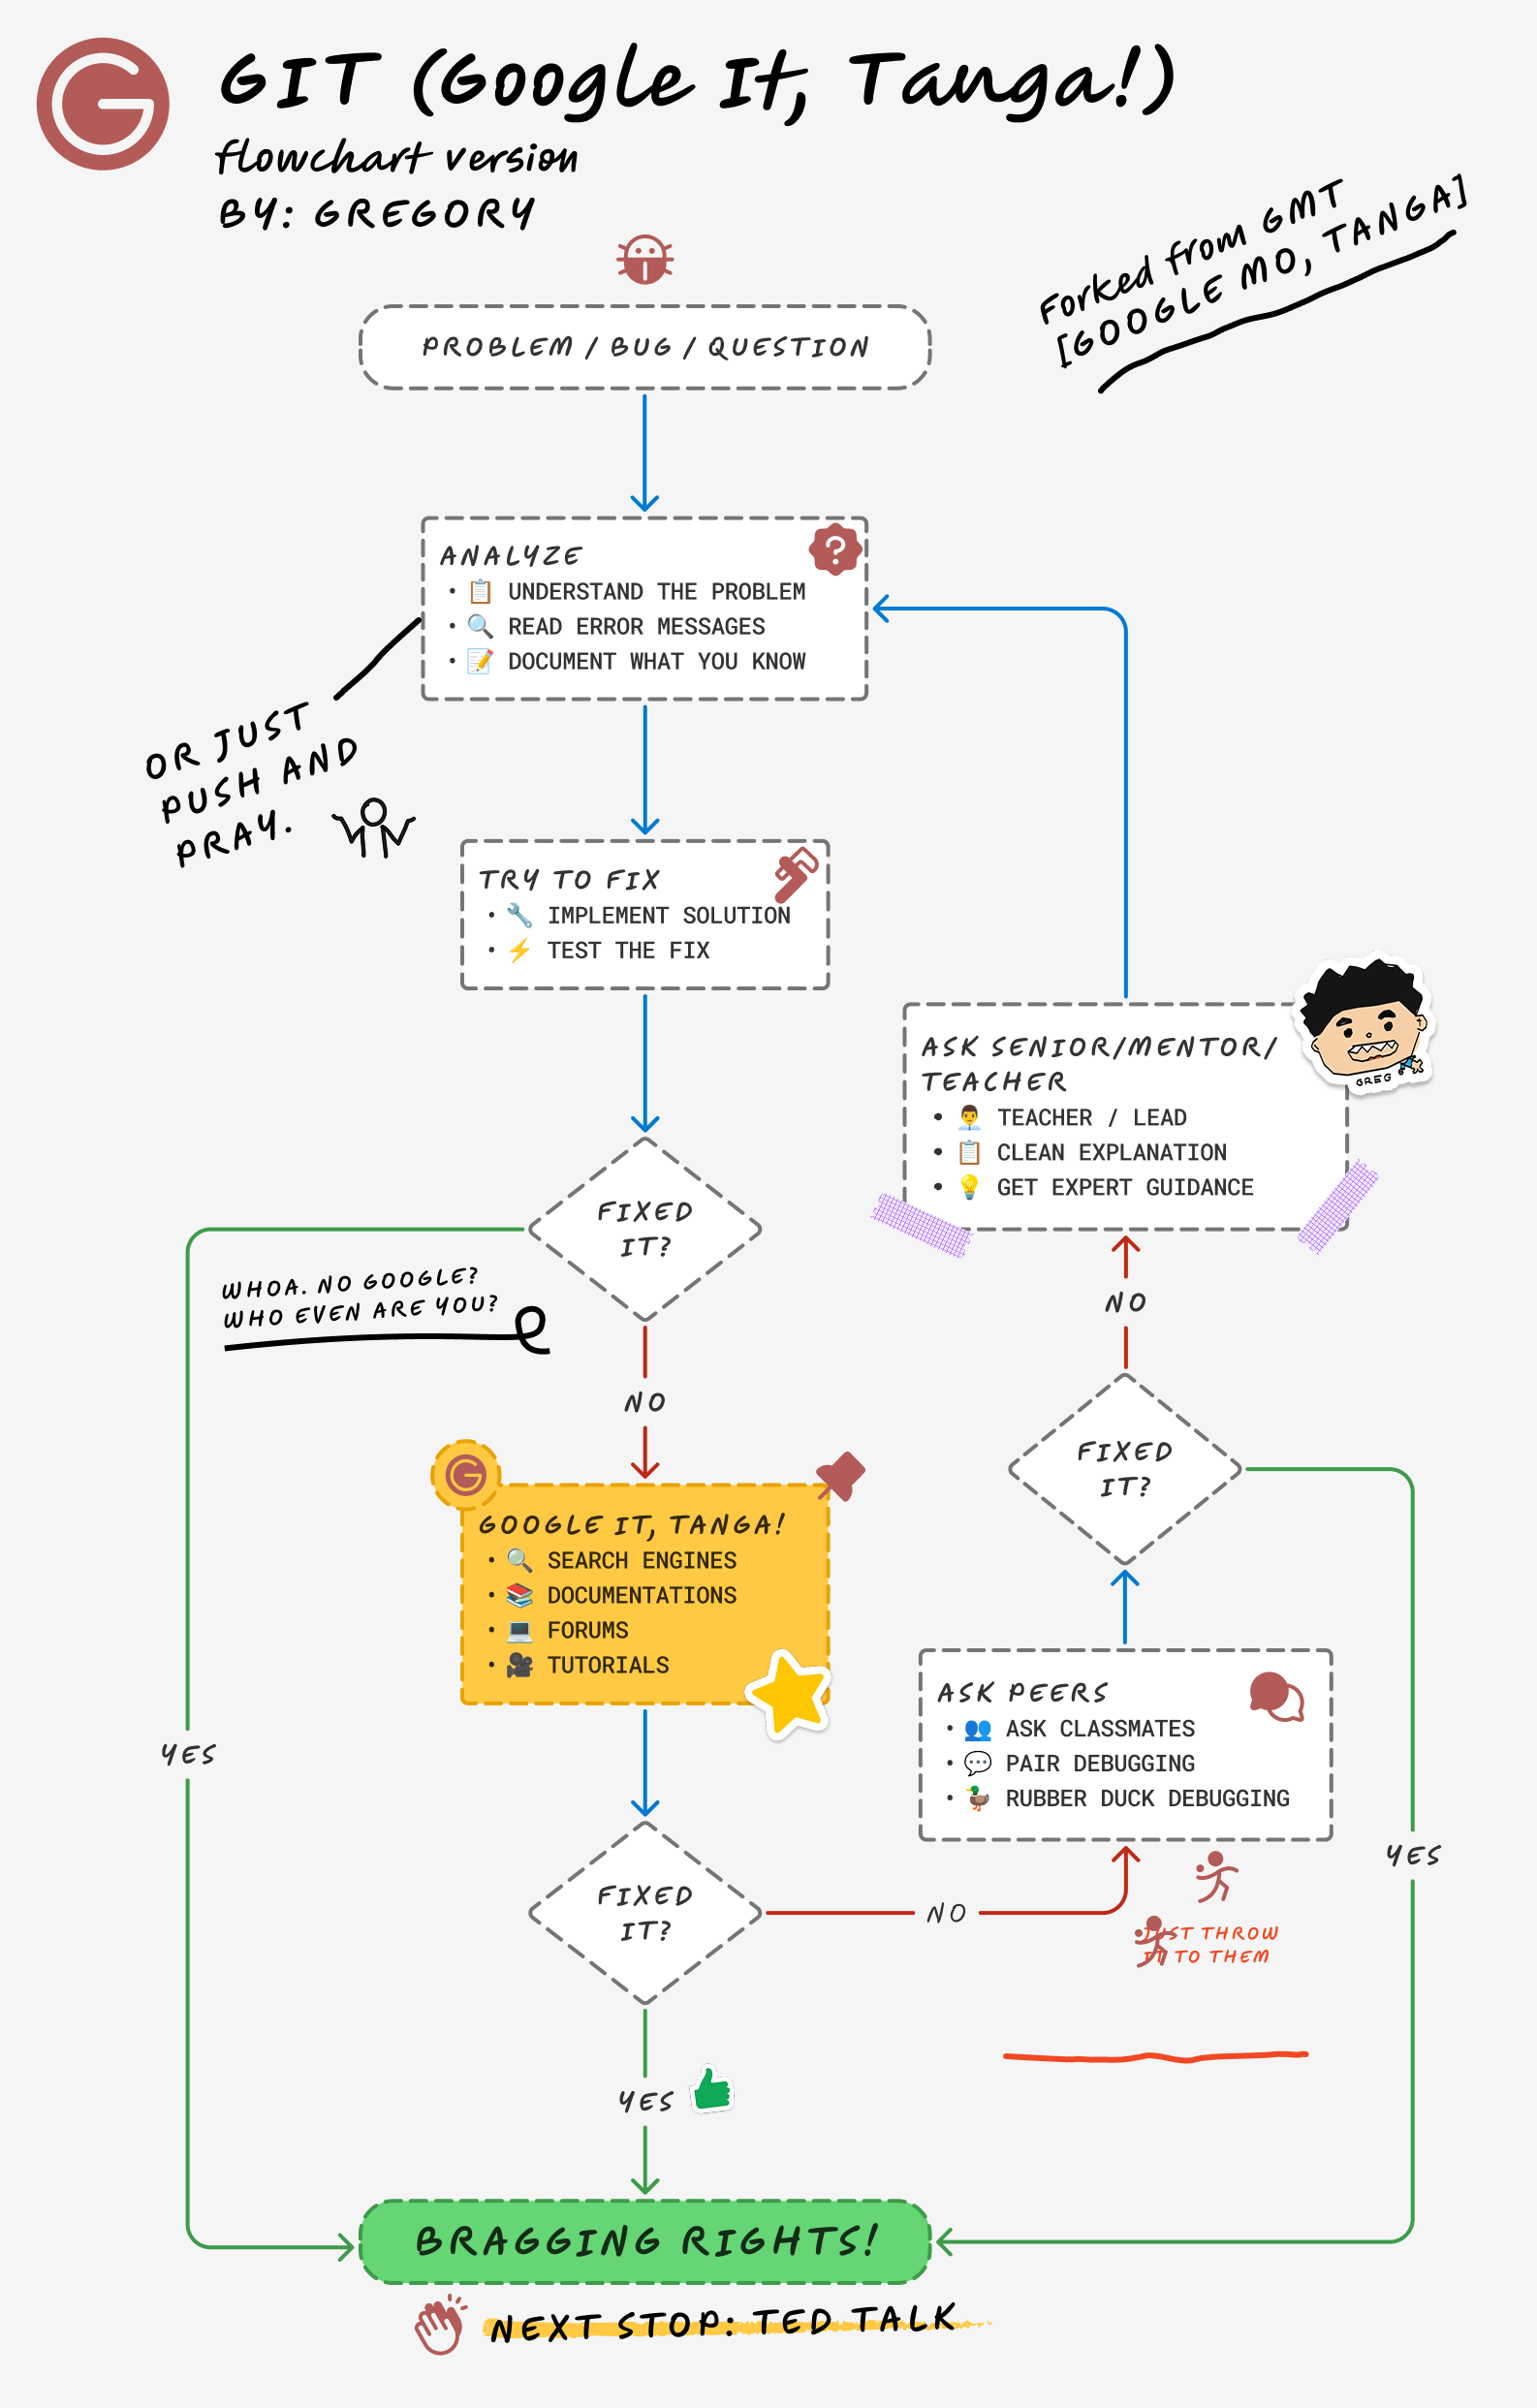 GIT (Google It, Tanga!)
flowchart version
BY: GREGORY
Forked from GMT
[GOOGLE MO, TANGA]
PROBLEM / BUG / QUESTION
ANALYZE
• 📋 UNDERSTAND THE PROBLEM
• 🔍 READ ERROR MESSAGES
• 📝 DOCUMENT WHAT YOU KNOW
OR JUST
PUSH AND
PRAY.
TRY TO FIX
• 🔧 IMPLEMENT SOLUTION
• ⚡ TEST THE FIX
GREG
ASK SENIOR/MENTOR/
TEACHER
• 👨‍💼 TEACHER / LEAD
• 📋 CLEAN EXPLANATION
• 💡 GET EXPERT GUIDANCE
FIXED
IT?
WHOA. NO GOOGLE?
WHO EVEN ARE YOU?
NO
NO
FIXED
IT?
GOOGLE IT, TANGA!
• 🔍 SEARCH ENGINES
• 📚 DOCUMENTATIONS
• 💻 FORUMS
• 🎥 TUTORIALS
ASK PEERS
• 👥 ASK CLASSMATES
• 💬 PAIR DEBUGGING
• 🦆 RUBBER DUCK DEBUGGING
YES
YES
FIXED
IT?
NO
JUST THROW
IT TO THEM
YES
BRAGGING RIGHTS!
NEXT STOP: TED TALK